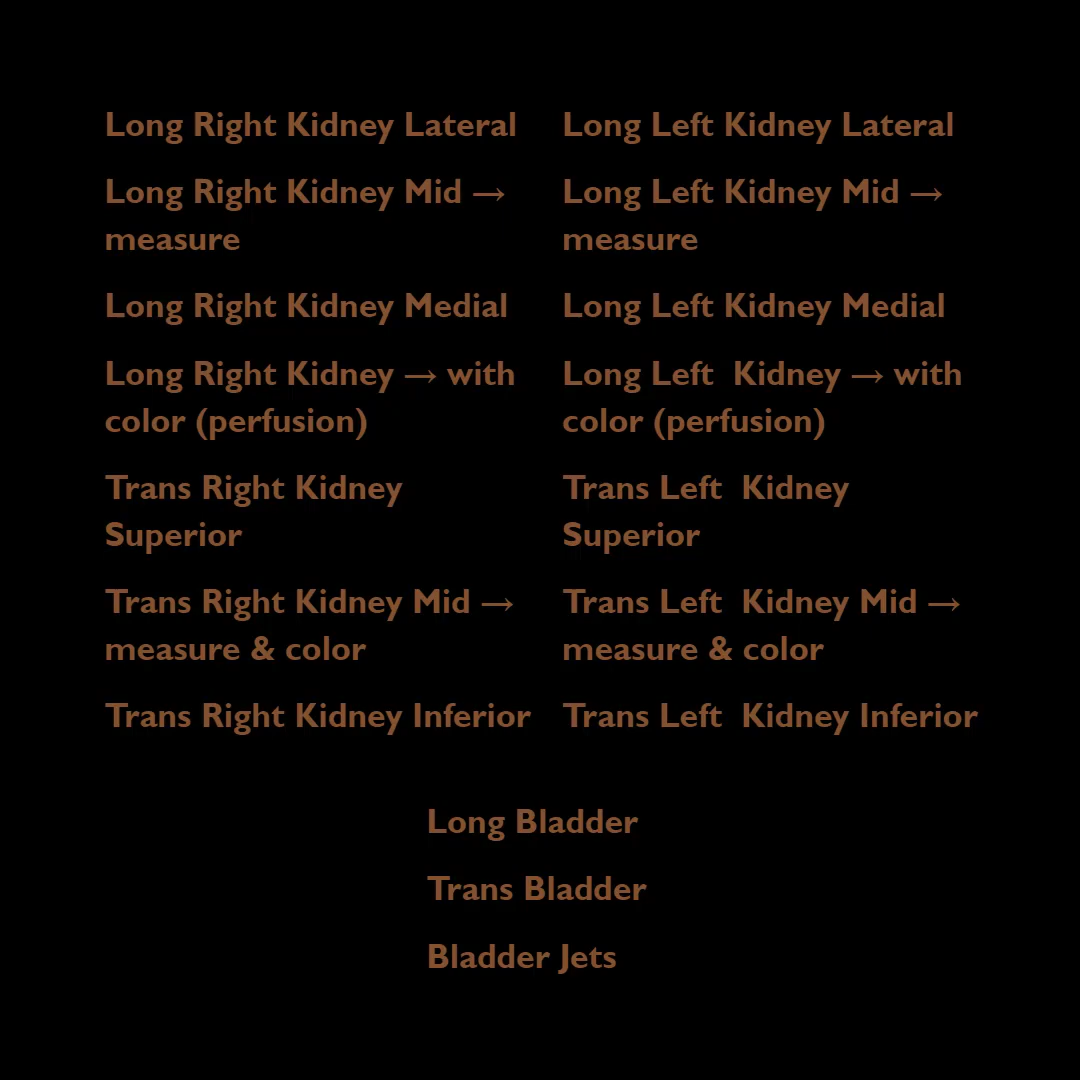 Long Right Kidney Lateral
Long Right Kidney Mid →
measure
Long Right Kidney Medial
Long Right Kidney → with
color (perfusion)
Trans Right Kidney
Superior
Trans Right Kidney Mid →
measure & color
Trans Right Kidney Inferior
Long Left Kidney Lateral
Long Left Kidney Mid →
measure
Long Left Kidney Medial
Long Left  Kidney → with
color (perfusion)
Trans Left  Kidney
Superior
Trans Left  Kidney Mid →
measure & color
Trans Left  Kidney Inferior
Long Bladder
Trans Bladder
Bladder Jets